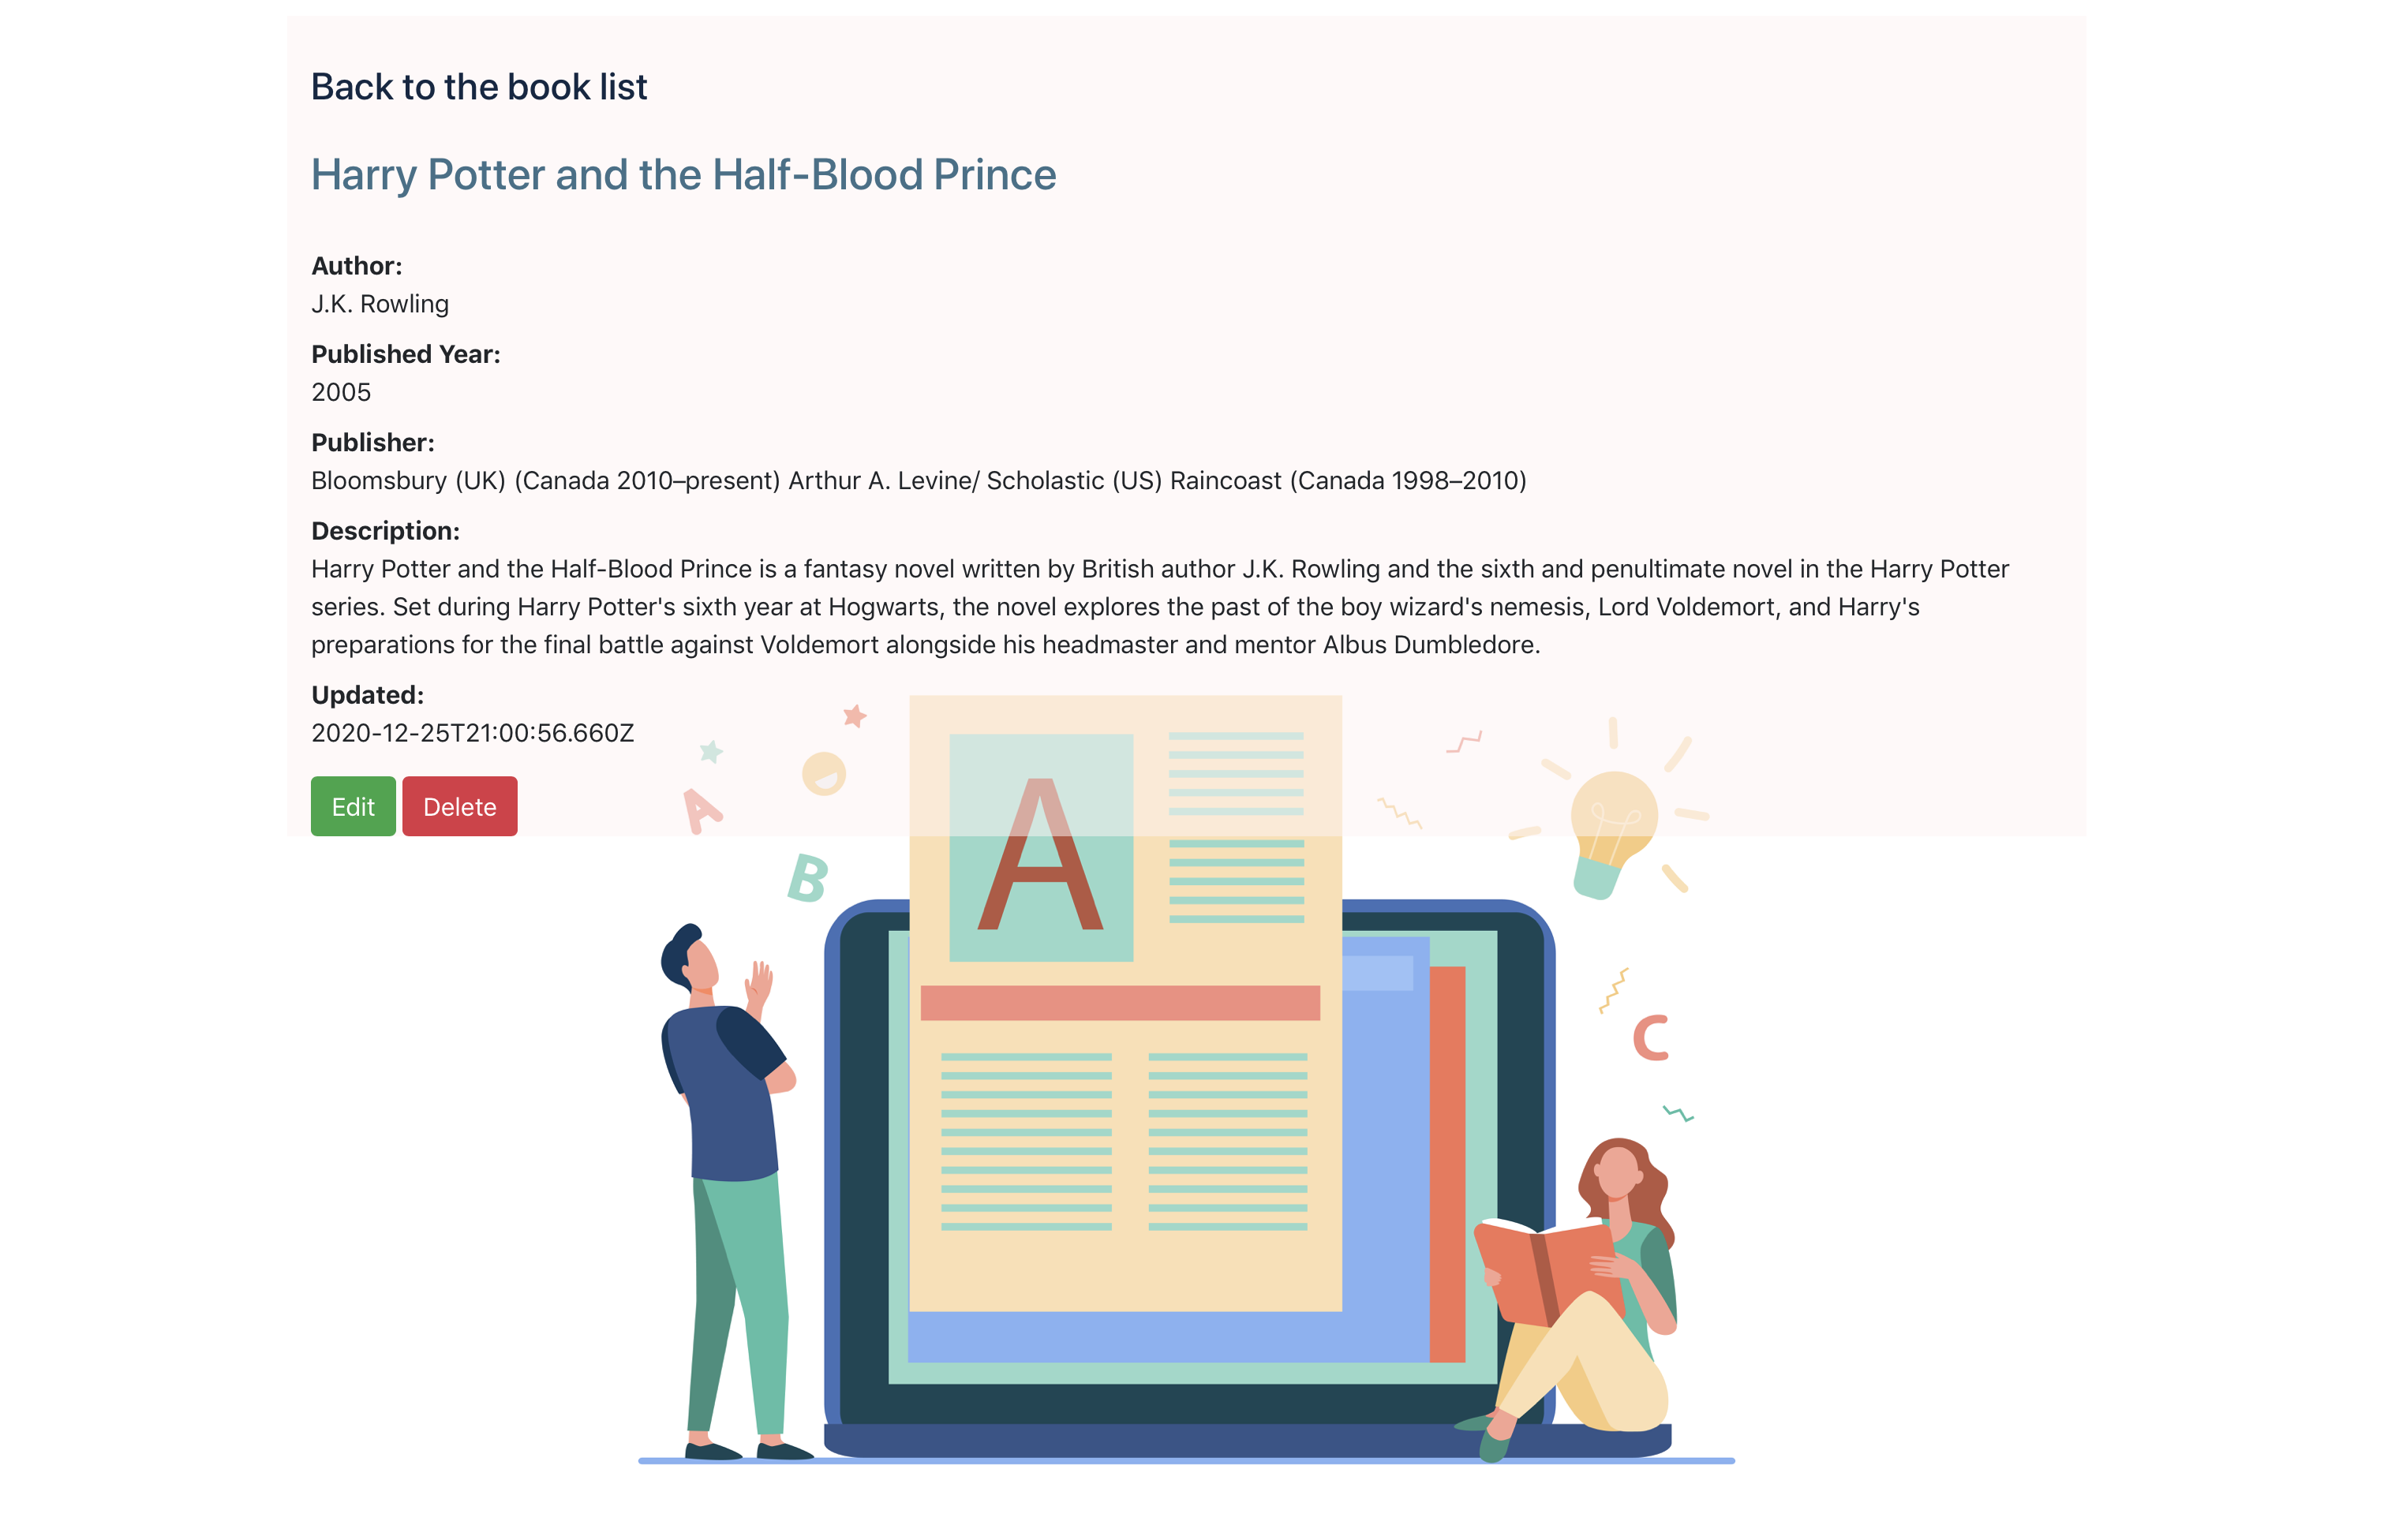 Back to the book list
Harry Potter and the Half-Blood Prince
Author:
J.K. Rowling
Published Year:
2005
Publisher:
Bloomsbury (UK) (Canada 2010–present) Arthur A. Levine/ Scholastic (US) Raincoast (Canada 1998–2010)
Description:
Harry Potter and the Half-Blood Prince is a fantasy novel written by British author J.K. Rowling and the sixth and penultimate novel in the Harry Potter
series. Set during Harry Potter's sixth year at Hogwarts, the novel explores the past of the boy wizard's nemesis, Lord Voldemort, and Harry's
preparations for the final battle against Voldemort alongside his headmaster and mentor Albus Dumbledore.
Updated:
2020-12-25T21:00:56.660Z
Edit Delete
A
A
B
C